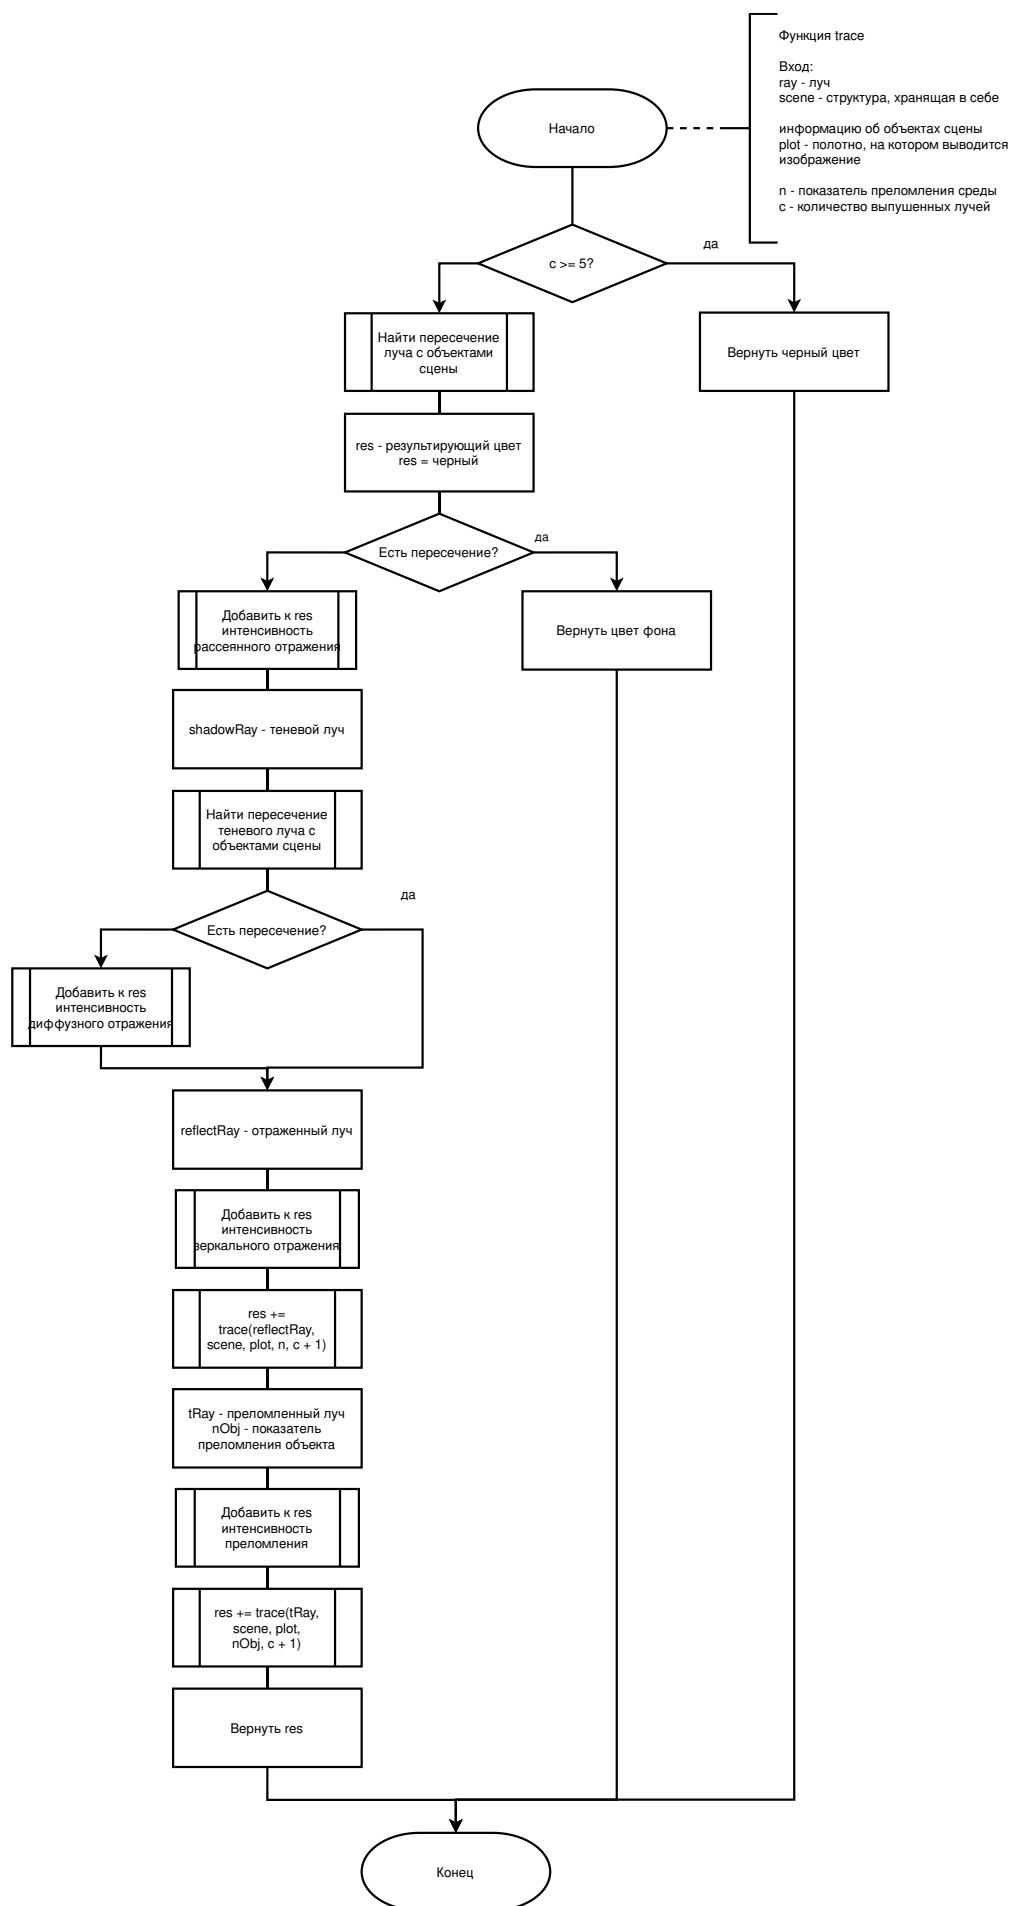 Функция trace
Вход:
ray - луч
scene - структура, хранящая в себе
информацию об объектах сцены
plot - полотно, на котором выводится
изображение
n - показатель преломления среды
c - количество выпушенных лучей
Начало
да
c >= 5?
Найти пересечение
луча с объектами
сцены
Вернуть черный цвет
res - результирующий цвет
res = черный
да
Есть пересечение?
Добавить к res
интенсивность
рассеянного отражения
Вернуть цвет фона
shadowRay - теневой луч
Найти пересечение
теневого луча с
объектами сцены
да
Есть пересечение?
Добавить к res
интенсивность
диффузного отражения
reflectRay - отраженный луч
Добавить к res
интенсивность
зеркального отражения
res +=
trace(reflectRay,
scene, plot, n, c + 1)
tRay - преломленный луч
nObj - показатель
преломления объекта
Добавить к res
интенсивность
преломления
res += trace(tRay,
scene, plot,
nObj, c + 1)
Вернуть res
Конец